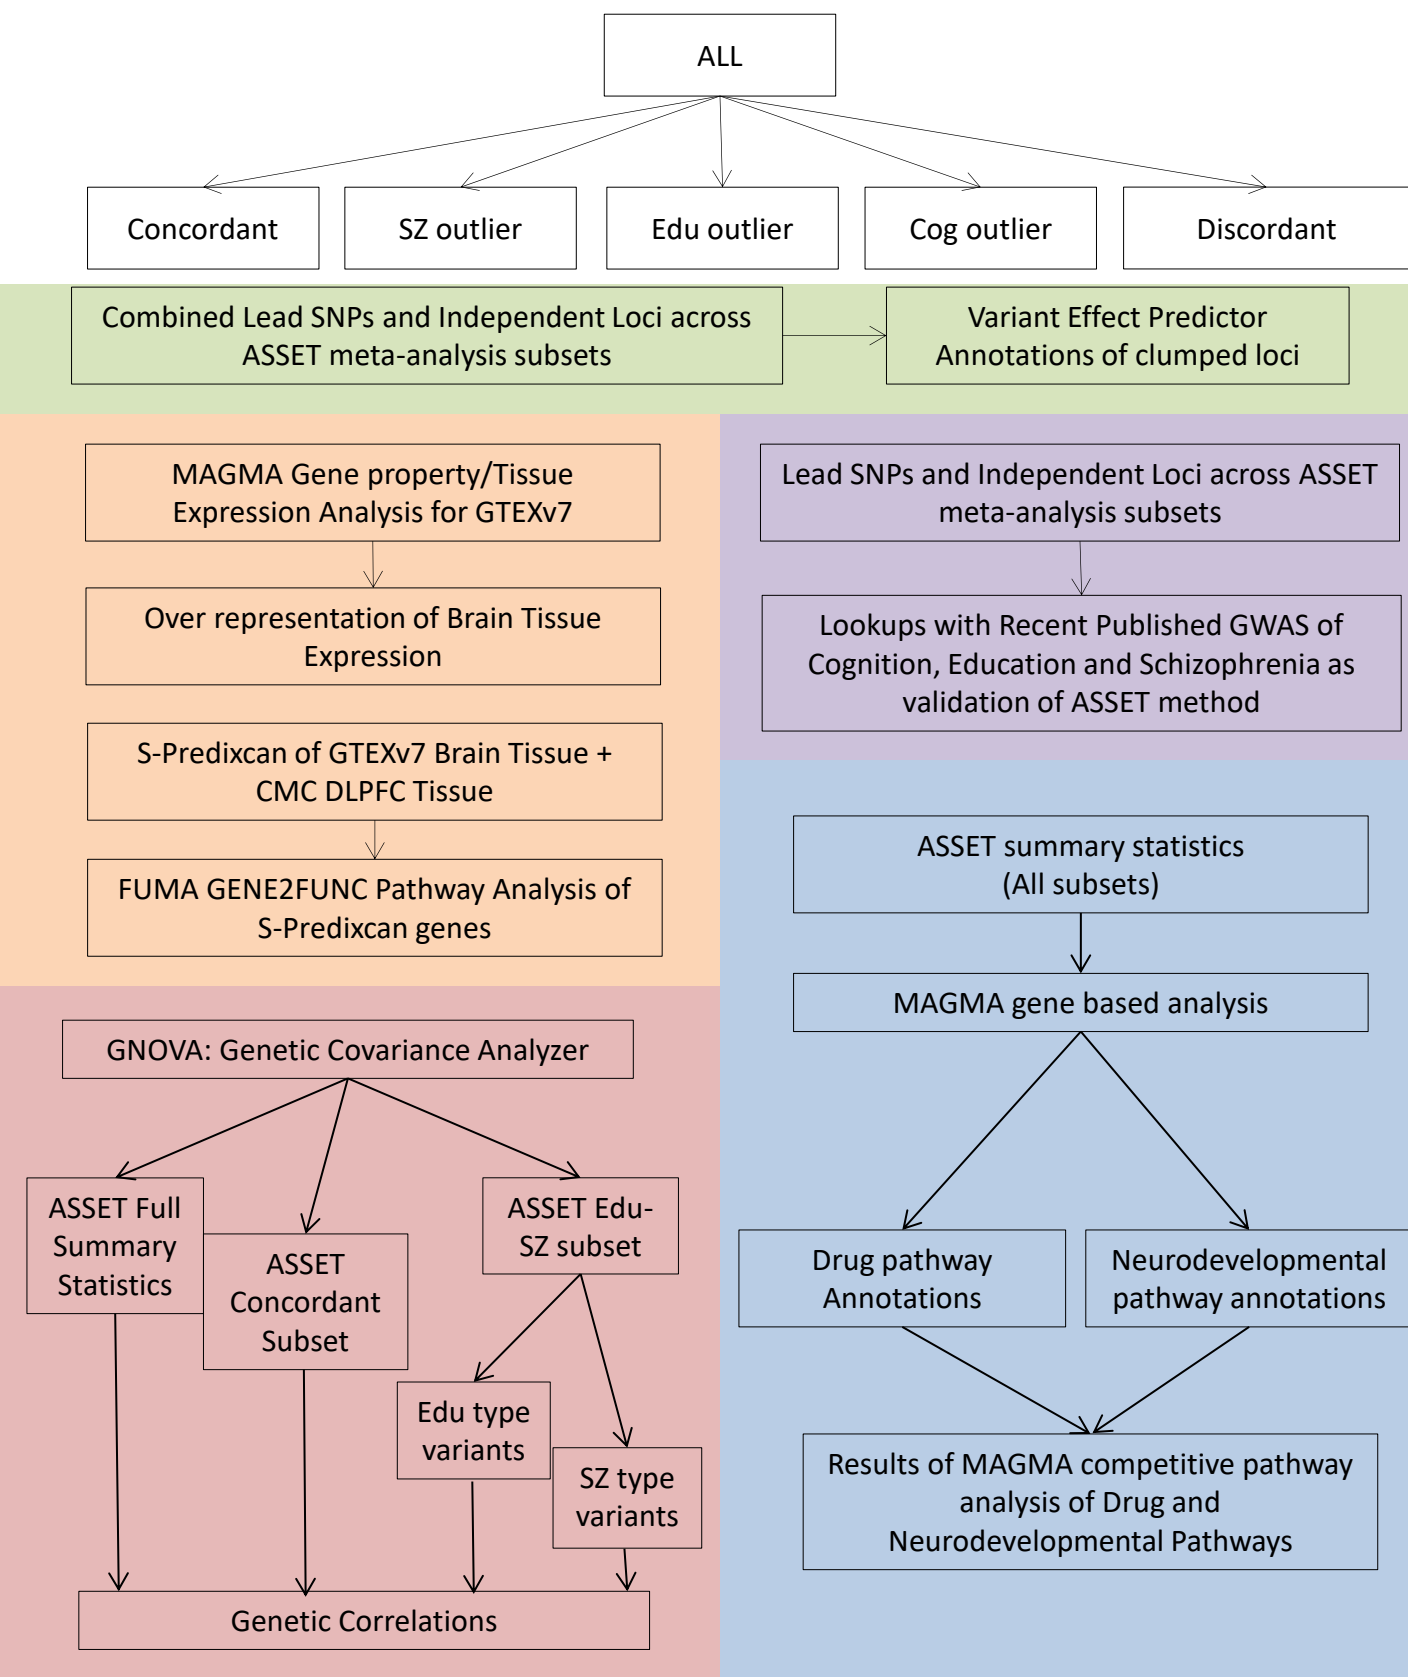 ALL
Concordant
SZ outlier
Edu outlier
Cog outlier
Discordant
Combined Lead SNPs and Independent Loci across
ASSET meta-analysis subsets
Variant Effect Predictor
Annotations of clumped loci
MAGMA Gene property/Tissue
Expression Analysis for GTEXv7
Over representation of Brain Tissue
Expression
S-Predixcan of GTEXv7 Brain Tissue +
CMC DLPFC Tissue
FUMA GENE2FUNC Pathway Analysis of
S-Predixcan genes
Lead SNPs and Independent Loci across ASSET
meta-analysis subsets
Lookups with Recent Published GWAS of
Cognition, Education and Schizophrenia as
validation of ASSET method
ASSET summary statistics
(All subsets)
MAGMA gene based analysis
Drug pathway
Annotations
Neurodevelopmental
pathway annotations
Results of MAGMA competitive pathway
analysis of Drug and
Neurodevelopmental Pathways
GNOVA: Genetic Covariance Analyzer
ASSET Full
Summary
Statistics
ASSET
Concordant
Subset
ASSET Edu-
SZ subset
Edu type
variants
SZ type
variants
Genetic Correlations